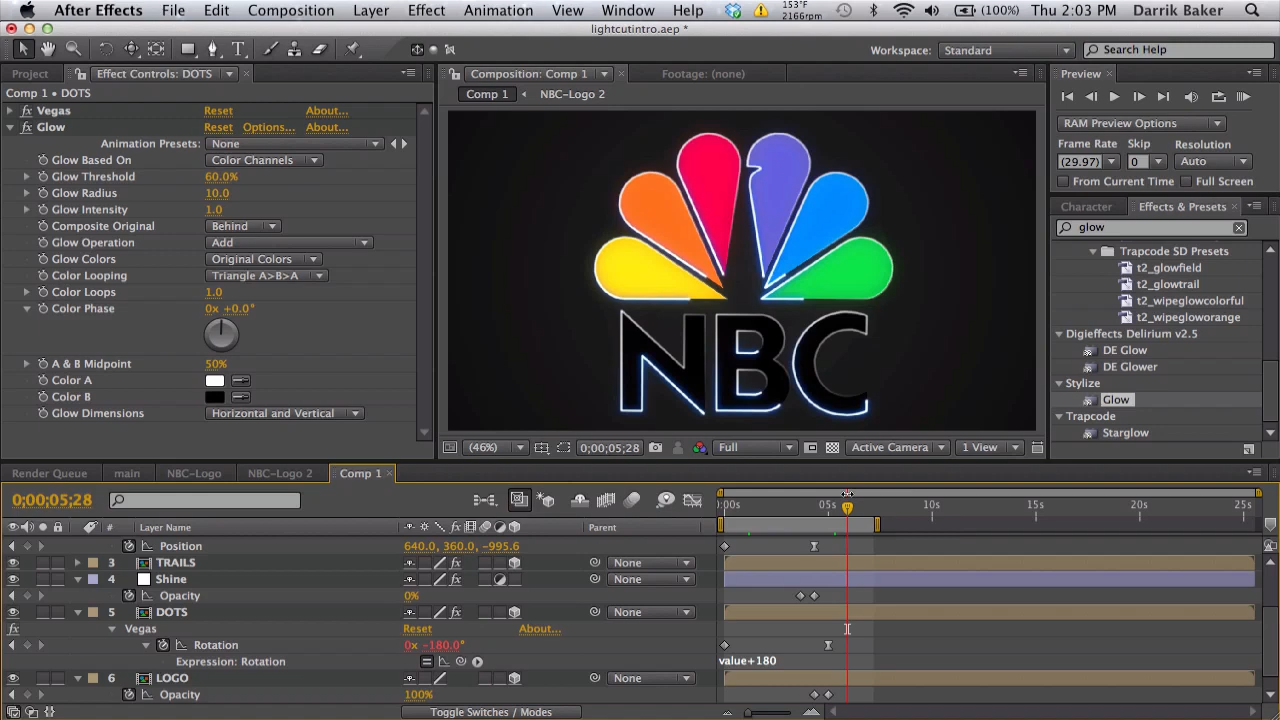 After Effects File Edit Composition Layer Effect Animation View Window Help 153°F 2166rpm (100%) Thu 2:03 PM Darrik Baker
lightcutintro.aep *
T Workspace: Standard Search Help
Project Effect Controls: DOTS Composition: Comp 1 Footage: (none) Preview
Comp 1 • DOTS
Comp 1 NBC-Logo 2
fx Vegas Reset About...
fx Glow Reset Options... About...
Animation Presets: None
Glow Based On Color Channels
Glow Threshold 60.0%
Glow Radius 10.0
Glow Intensity 1.0
Composite Original Behind
Glow Operation Add
Glow Colors Original Colors
Color Looping Triangle A>B>A
Color Loops 1.0
Color Phase 0x +0.0°
A & B Midpoint 50%
Color A
Color B
Glow Dimensions Horizontal and Vertical
NBC
(46%) 0;00;05;28 Full Active Camera 1 View
RAM Preview Options
Frame Rate Skip Resolution
(29.97) 0 Auto
From Current Time Full Screen
Character Effects & Presets
glow
Trapcode SD Presets
t2_glowfield
t2_glowtrail
t2_wipeglowcolorful
t2_wipegloworange
Digieffects Delirium v2.5
DE Glow
DE Glower
Stylize
Glow
Trapcode
Starglow
Render Queue main NBC-Logo NBC-Logo 2 Comp 1
0;00;05;28
:00s 05s 10s 15s 20s 25s
# Layer Name fx Parent
Position 640.0, 360.0, -995.6
3 TRAILS fx None
4 Shine None
Opacity 0%
5 DOTS fx None
fx Vegas Reset About...
Rotation 0x -180.0°
Expression: Rotation value+180
6 LOGO None
Opacity 100%
Toggle Switches / Modes